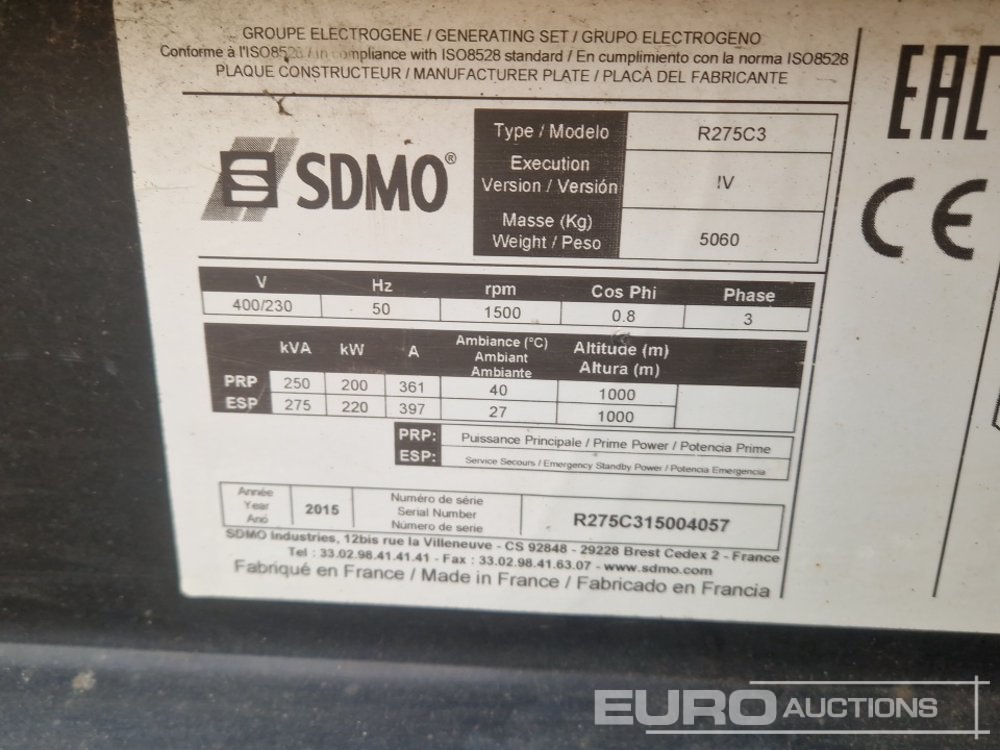 GROUPE ELECTROGENE / GENERATING SET / GRUPO ELECTROGENO
Conforme à l'ISO8528 / In compliance with ISO8528 standard / En cumplimiento con la norma ISO8528
PLAQUE CONSTRUCTEUR / MANUFACTURER PLATE / PLACA DEL FABRICANTE
EAC
CE
SDMO®
Type / Modelo R275C3
Execution
Version / Versión IV
Masse (Kg)
Weight / Peso 5060
V Hz rpm Cos Phi Phase
400/230 50 1500 0.8 3
kVA kW A Ambiance (°C) Ambiant Ambiante Altitude (m) Altura (m)
PRP 250 200 361 40 1000
ESP 275 220 397 27 1000
PRP: Puissance Principale / Prime Power / Potencia Prime
ESP: Service Secours / Emergency Standby Power / Potencia Emergencia
Année
Year
Ano
2015
Numéro de série
Serial Number
Número de serie
R275C315004057
SDMO Industries, 12bis rue la Villeneuve - CS 92848 - 29228 Brest Cedex 2 - France
Tel : 33.02.98.41.41.41 - Fax : 33.02.98.41.63.07 - www.sdmo.com
Fabriqué en France / Made in France / Fabricado en Francia
EURO AUCTIONS